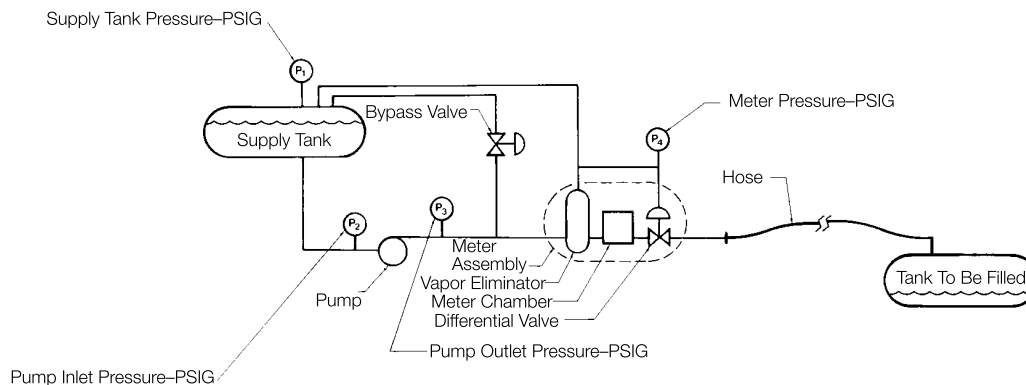 Supply Tank Pressure–PSIG
P1
Supply Tank
Bypass Valve
Meter Pressure–PSIG
P4
Hose
P2
P3
Pump
Meter
Assembly
Vapor Eliminator
Meter Chamber
Differential Valve
Tank To Be Filled
Pump Outlet Pressure–PSIG
Pump Inlet Pressure–PSIG